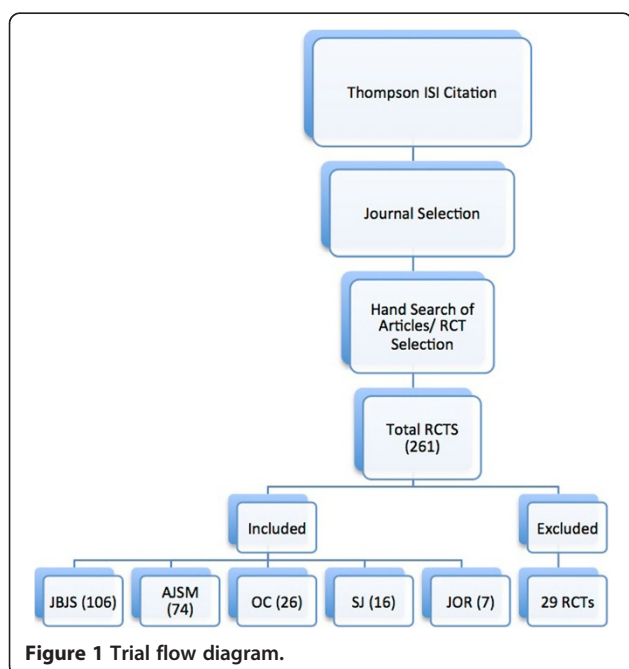 Thompson ISI Citation
Journal Selection
Hand Search of
Articles/ RCT
Selection
Total RCTS
(261)
Included
Excluded
JBJS (106)
AJSM
(74)
OC (26)
SJ (16)
JOR (7)
29 RCTs
Figure 1 Trial flow diagram.